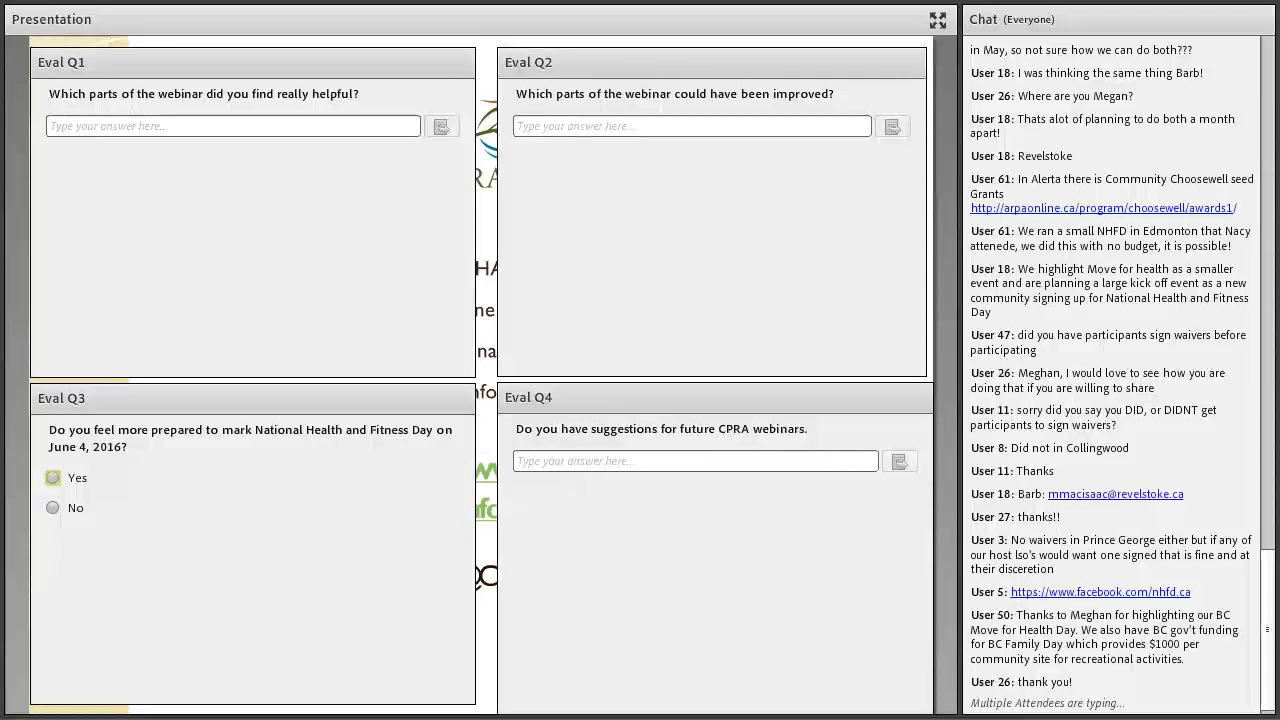 Presentation
Eval Q1
Which parts of the webinar did you find really helpful?
Type your answer here..
Eval Q2
Which parts of the webinar could have been improved?
Type your answer here...
RA
HA
ne
na
nfo
Eval Q3
Do you feel more prepared to mark National Health and Fitness Day on
June 4, 2016?
Yes
No
Eval Q4
Do you have suggestions for future CPRA webinars.
Type your answer here...
Chat (Everyone)
in May, so not sure how we can do both???
User 18: I was thinking the same thing Barb!
User 26: Where are you Megan?
User 18: Thats alot of planning to do both a month
apart!
User 18: Revelstoke
User 61: In Alerta there is Community Choosewell seed
Grants
http://arpaonline.ca/program/choosewell/awards1/
User 61: We ran a small NHFD in Edmonton that Nacy
attenede, we did this with no budget, it is possible!
User 18: We highlight Move for health as a smaller
event and are planning a large kick off event as a new
community signing up for National Health and Fitness
Day
User 47: did you have participants sign waivers before
participating
User 26: Meghan, I would love to see how you are
doing that if you are willing to share
User 11: sorry did you say you DID, or DIDNT get
participants to sign waivers?
User 8: Did not in Collingwood
User 11: Thanks
User 18: Barb: mmacisaac@revelstoke.ca
User 27: thanks!!
User 3: No waivers in Prince George either but if any of
our host lso's would want one signed that is fine and at
their disceretion
User 5: https://www.facebook.com/nhfd.ca
User 50: Thanks to Meghan for highlighting our BC
Move for Health Day. We also have BC gov't funding
for BC Family Day which provides $1000 per
community site for recreational activities.
User 26: thank you!
Multiple Attendees are typing...